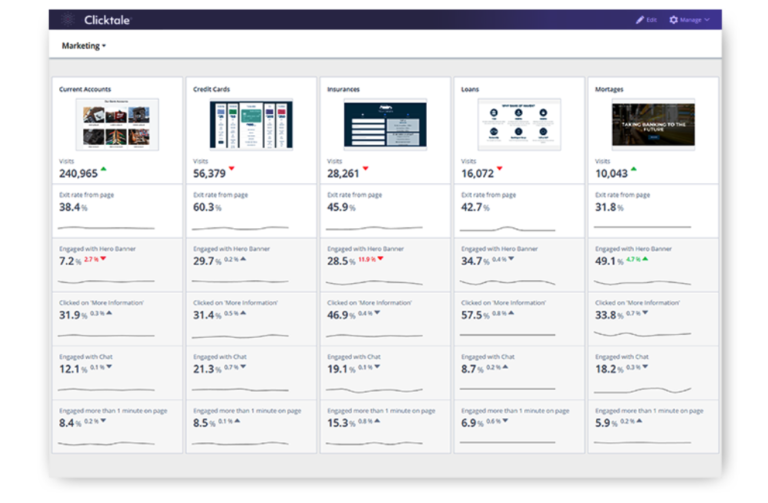 Clicktale
Edit
Manage
Marketing
Current Accounts
Visits
240,965
Exit rate from page
38.4 %
Engaged with Hero Banner
7.2 % 2.7 %
Clicked on 'More Information'
31.9 % 0.3 %
Engaged with Chat
12.1 % 0.1 %
Engaged more than 1 minute on page
8.4 % 0.2 %
Credit Cards
Visits
56,379
Exit rate from page
60.3 %
Engaged with Hero Banner
29.7 % 0.2 %
Clicked on 'More Information'
31.4 % 0.5 %
Engaged with Chat
21.3 % 0.7 %
Engaged more than 1 minute on page
8.5 % 0.1 %
Insurances
Visits
28,261
Exit rate from page
45.9 %
Engaged with Hero Banner
28.5 % 11.9 %
Clicked on 'More Information'
46.9 % 0.4 %
Engaged with Chat
19.1 % 0.4 %
Engaged more than 1 minute on page
15.3 % 0.8 %
Loans
Visits
16,072
Exit rate from page
42.7 %
Engaged with Hero Banner
34.7 % 0.4 %
Clicked on 'More Information'
57.5 % 0.8 %
Engaged with Chat
8.7 % 0.2 %
Engaged more than 1 minute on page
6.9 % 0.6 %
Mortages
TAKING BANKING TO THE
FUTURE
Visits
10,043
Exit rate from page
31.8 %
Engaged with Hero Banner
49.1 % 4.7 %
Clicked on 'More Information'
33.8 % 0.7 %
Engaged with Chat
18.2 % 0.3 %
Engaged more than 1 minute on page
5.9 % 0.2 %